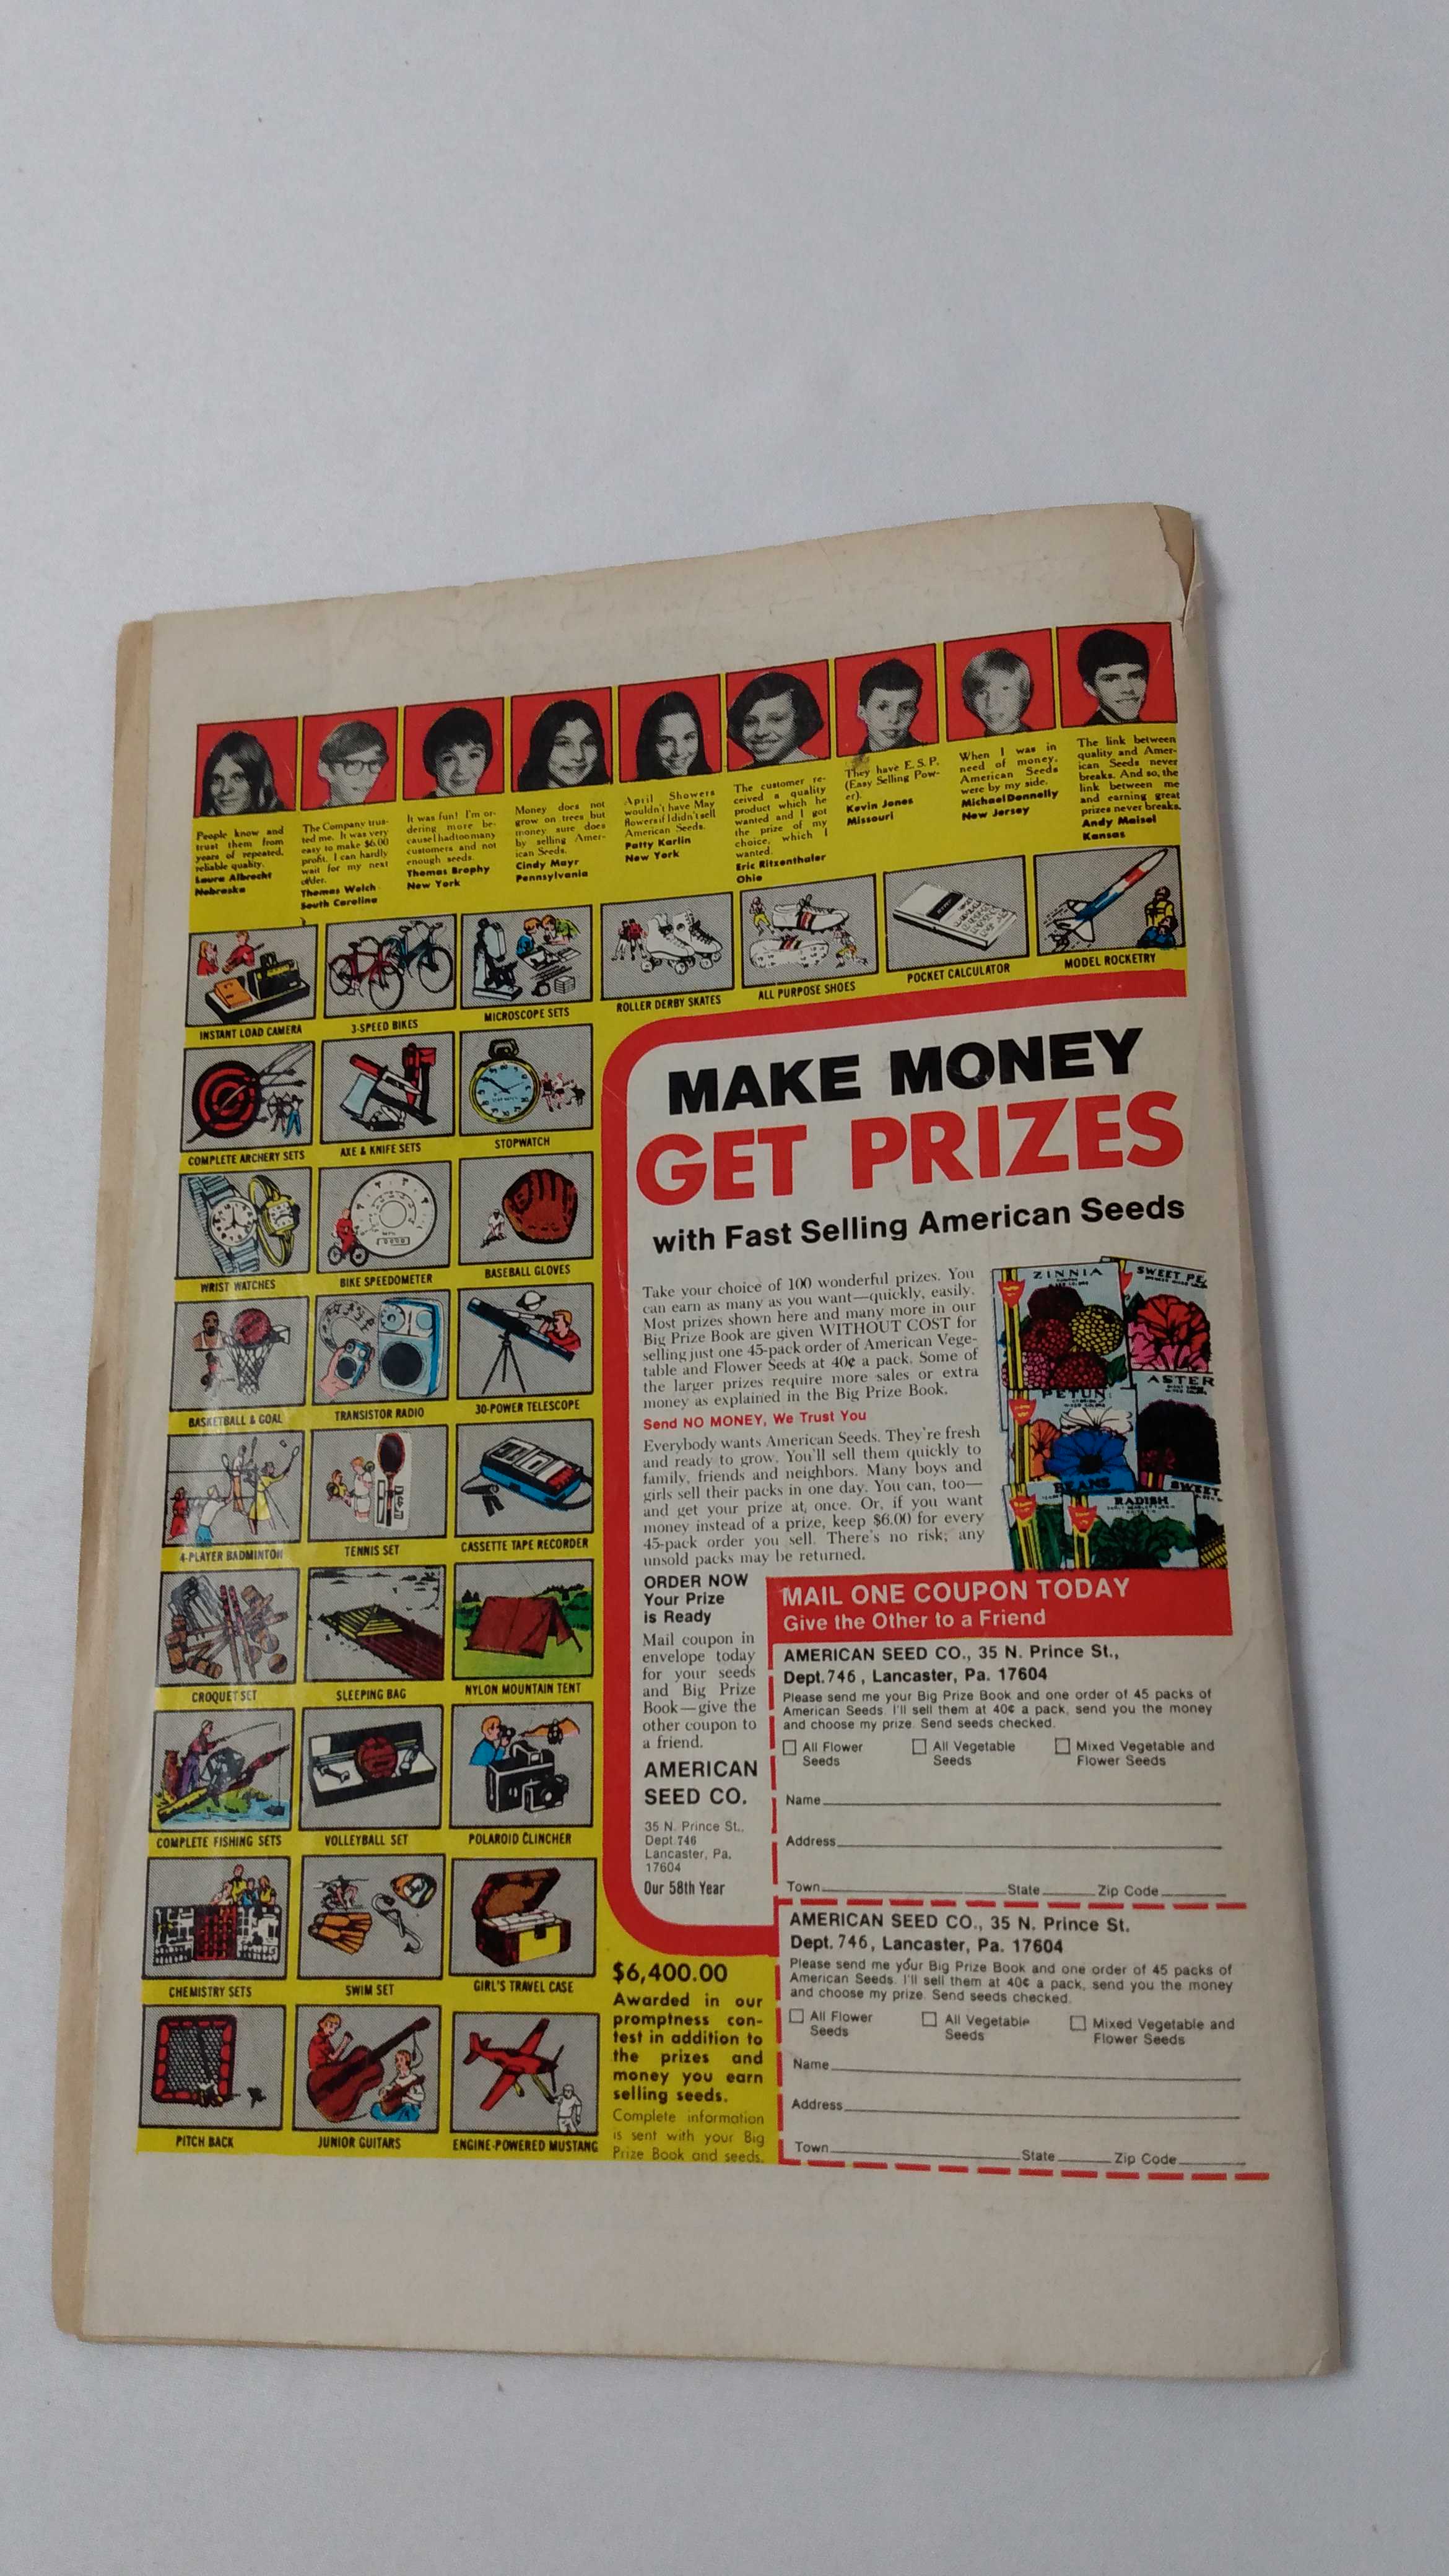 People know and
trust them from
years of repeated,
reliable quality.
Laura Albrecht
Nebraska
The Company trus-
ted me. It was very
easy to make $6.00
profit. I can hardly
wait for my next
order.
Thomas Welch
South Carolina
It was fun! I'm or-
dering more be-
cause I had too many
customers and not
enough seeds.
Thomas Brophy
New York
Money does not
grow on trees but
money sure does
by selling Amer-
ican Seeds.
Cindy Mayr
Pennsylvania
April Showers
wouldn't have May
flowers if I didn't sell
American Seeds.
Patty Karlin
New York
The customer re-
ceived a quality
product which he
wanted and I got
the prize of my
choice, which I
wanted.
Eric Ritzenthaler
Ohio
They have E.S.P.
(Easy Selling Pow-
er).
Kevin Jones
Missouri
When I was in
need of money,
American Seeds
were by my side.
Michael Donnelly
New Jersey
The link between
quality and Amer-
ican Seeds never
breaks. And so, the
link between me
and earning great
prizes never breaks.
Andy Maisel
Kansas
INSTANT LOAD CAMERA
3-SPEED BIKES
MICROSCOPE SETS
ROLLER DERBY SKATES
ALL PURPOSE SHOES
POCKET CALCULATOR
MODEL ROCKETRY
COMPLETE ARCHERY SETS
AXE & KNIFE SETS
STOPWATCH
WRIST WATCHES
BIKE SPEEDOMETER
BASEBALL GLOVES
BASKETBALL & GOAL
TRANSISTOR RADIO
30-POWER TELESCOPE
4-PLAYER BADMINTON
TENNIS SET
CASSETTE TAPE RECORDER
CROQUET SET
SLEEPING BAG
NYLON MOUNTAIN TENT
COMPLETE FISHING SETS
VOLLEYBALL SET
POLAROID CLINCHER
CHEMISTRY SETS
SWIM SET
GIRL'S TRAVEL CASE
PITCH BACK
JUNIOR GUITARS
ENGINE-POWERED MUSTANG
MAKE MONEY
GET PRIZES
with Fast Selling American Seeds
Take your choice of 100 wonderful prizes. You
can earn as many as you want—quickly, easily.
Most prizes shown here and many more in our
Big Prize Book are given WITHOUT COST for
selling just one 45-pack order of American Vege-
table and Flower Seeds at 40¢ a pack. Some of
the larger prizes require more sales or extra
money as explained in the Big Prize Book.
Send NO MONEY, We Trust You
Everybody wants American Seeds. They're fresh
and ready to grow. You'll sell them quickly to
family, friends and neighbors. Many boys and
girls sell their packs in one day. You can, too—
and get your prize at once. Or, if you want
money instead of a prize, keep $6.00 for every
45-pack order you sell. There's no risk; any
unsold packs may be returned.
ZINNIA
SWEET PE
ASTER
PETUN
BEANS
RADISH
SWEET
ORDER NOW
Your Prize
is Ready
Mail coupon in
envelope today
for your seeds
and Big Prize
Book—give the
other coupon to
a friend.
AMERICAN
SEED CO.
35 N. Prince St.,
Dept 746
Lancaster, Pa.
17604
Our 58th Year
$6,400.00
Awarded in our
promptness con-
test in addition to
the prizes and
money you earn
selling seeds.
Complete information
is sent with your Big
Prize Book and seeds.
MAIL ONE COUPON TODAY
Give the Other to a Friend
AMERICAN SEED CO., 35 N. Prince St.,
Dept. 746, Lancaster, Pa. 17604
Please send me your Big Prize Book and one order of 45 packs of
American Seeds. I'll sell them at 40¢ a pack, send you the money
and choose my prize. Send seeds checked.
All Flower
Seeds
All Vegetable
Seeds
Mixed Vegetable and
Flower Seeds
Name
Address
Town State Zip Code
AMERICAN SEED CO., 35 N. Prince St.
Dept. 746, Lancaster, Pa. 17604
Please send me your Big Prize Book and one order of 45 packs of
American Seeds. I'll sell them at 40¢ a pack, send you the money
and choose my prize. Send seeds checked.
All Flower
Seeds
All Vegetable
Seeds
Mixed Vegetable and
Flower Seeds
Name
Address
Town State Zip Code